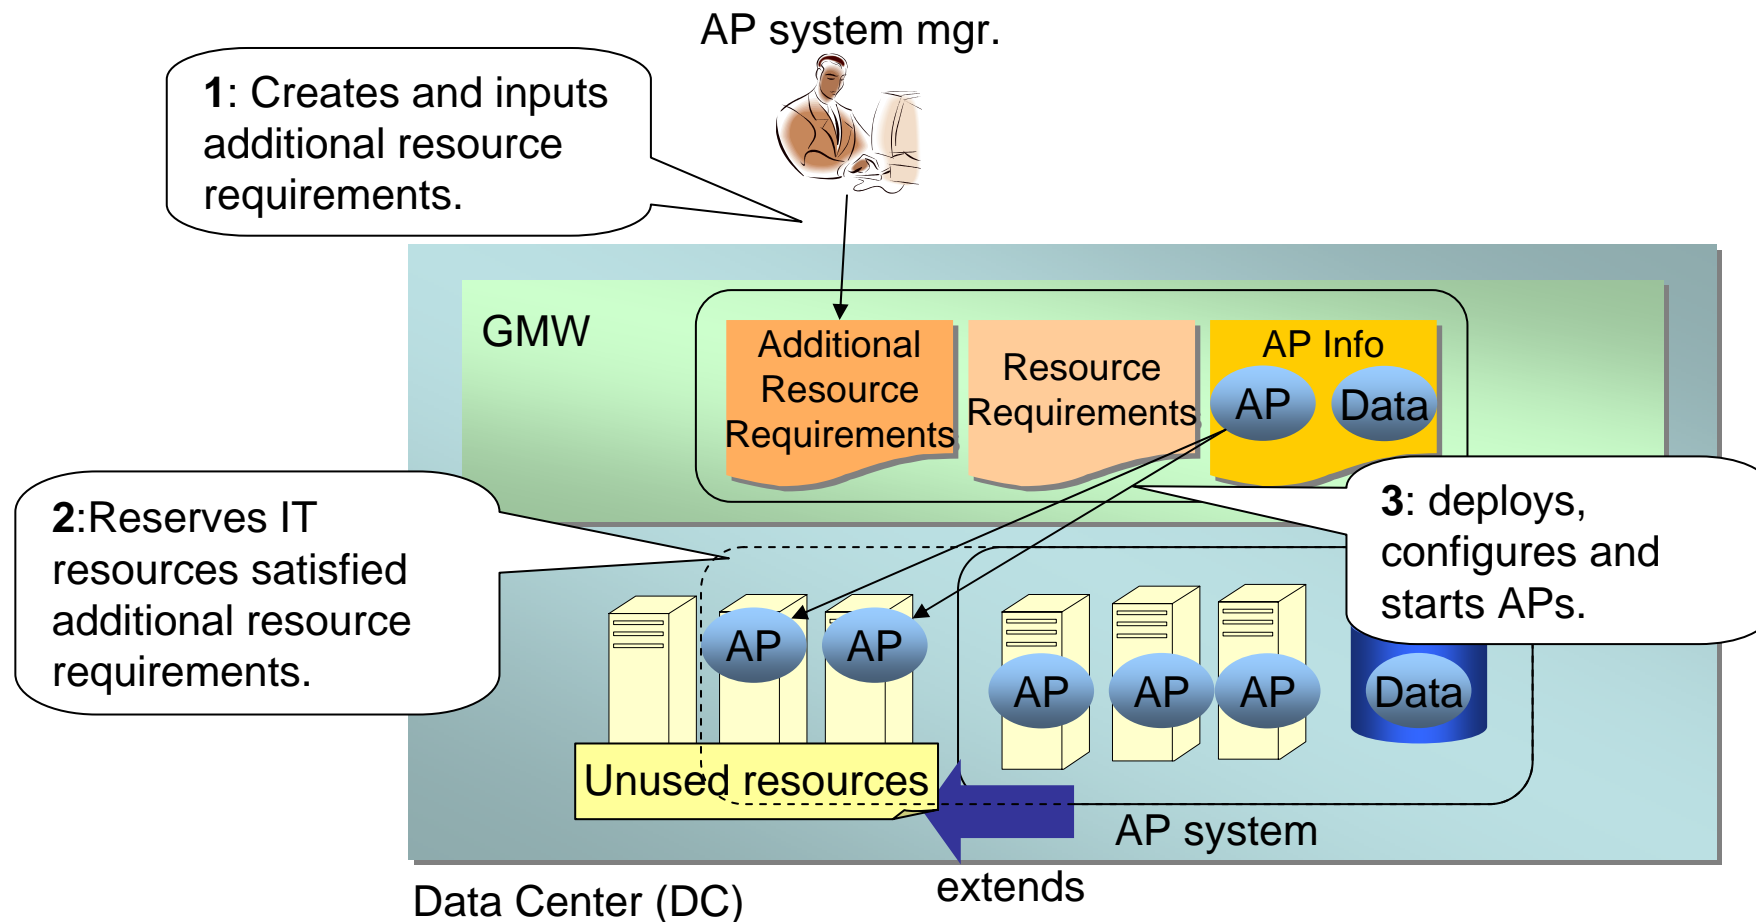 AP system mgr.
1: Creates and inputs
additional resource
requirements.
GMW
Additional
Resource
Requirements
Resource
Requirements
AP Info
AP
Data
2:Reserves IT
resources satisfied
additional resource
requirements.
3: deploys,
configures and
starts APs.
AP
AP
AP
AP
AP
Data
Unused resources
AP system
extends
Data Center (DC)